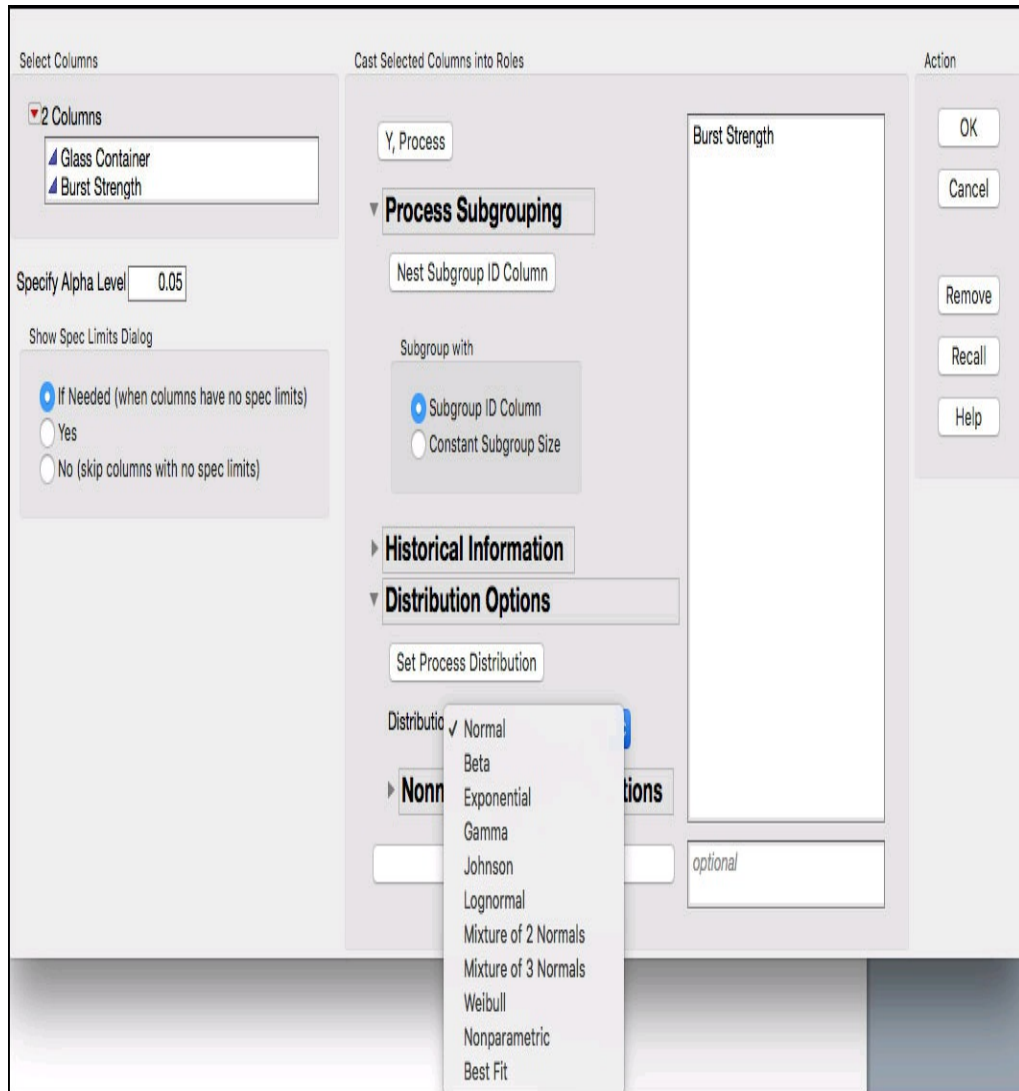 Select Columns
2 Columns
Glass Container
Burst Strength
Specify Alpha Level 0.05
Show Spec Limits Dialog
If Needed (when columns have no spec limits)
Yes
No (skip columns with no spec limits)
Cast Selected Columns into Roles
Y, Process
Burst Strength
Process Subgrouping
Nest Subgroup ID Column
Subgroup with
Subgroup ID Column
Constant Subgroup Size
Historical Information
Distribution Options
Set Process Distribution
Normal
Beta
Exponential
Gamma
Johnson
Lognormal
Mixture of 2 Normals
Mixture of 3 Normals
Weibull
Nonparametric
Best Fit
optional
Action
OK
Cancel
Remove
Recall
Help